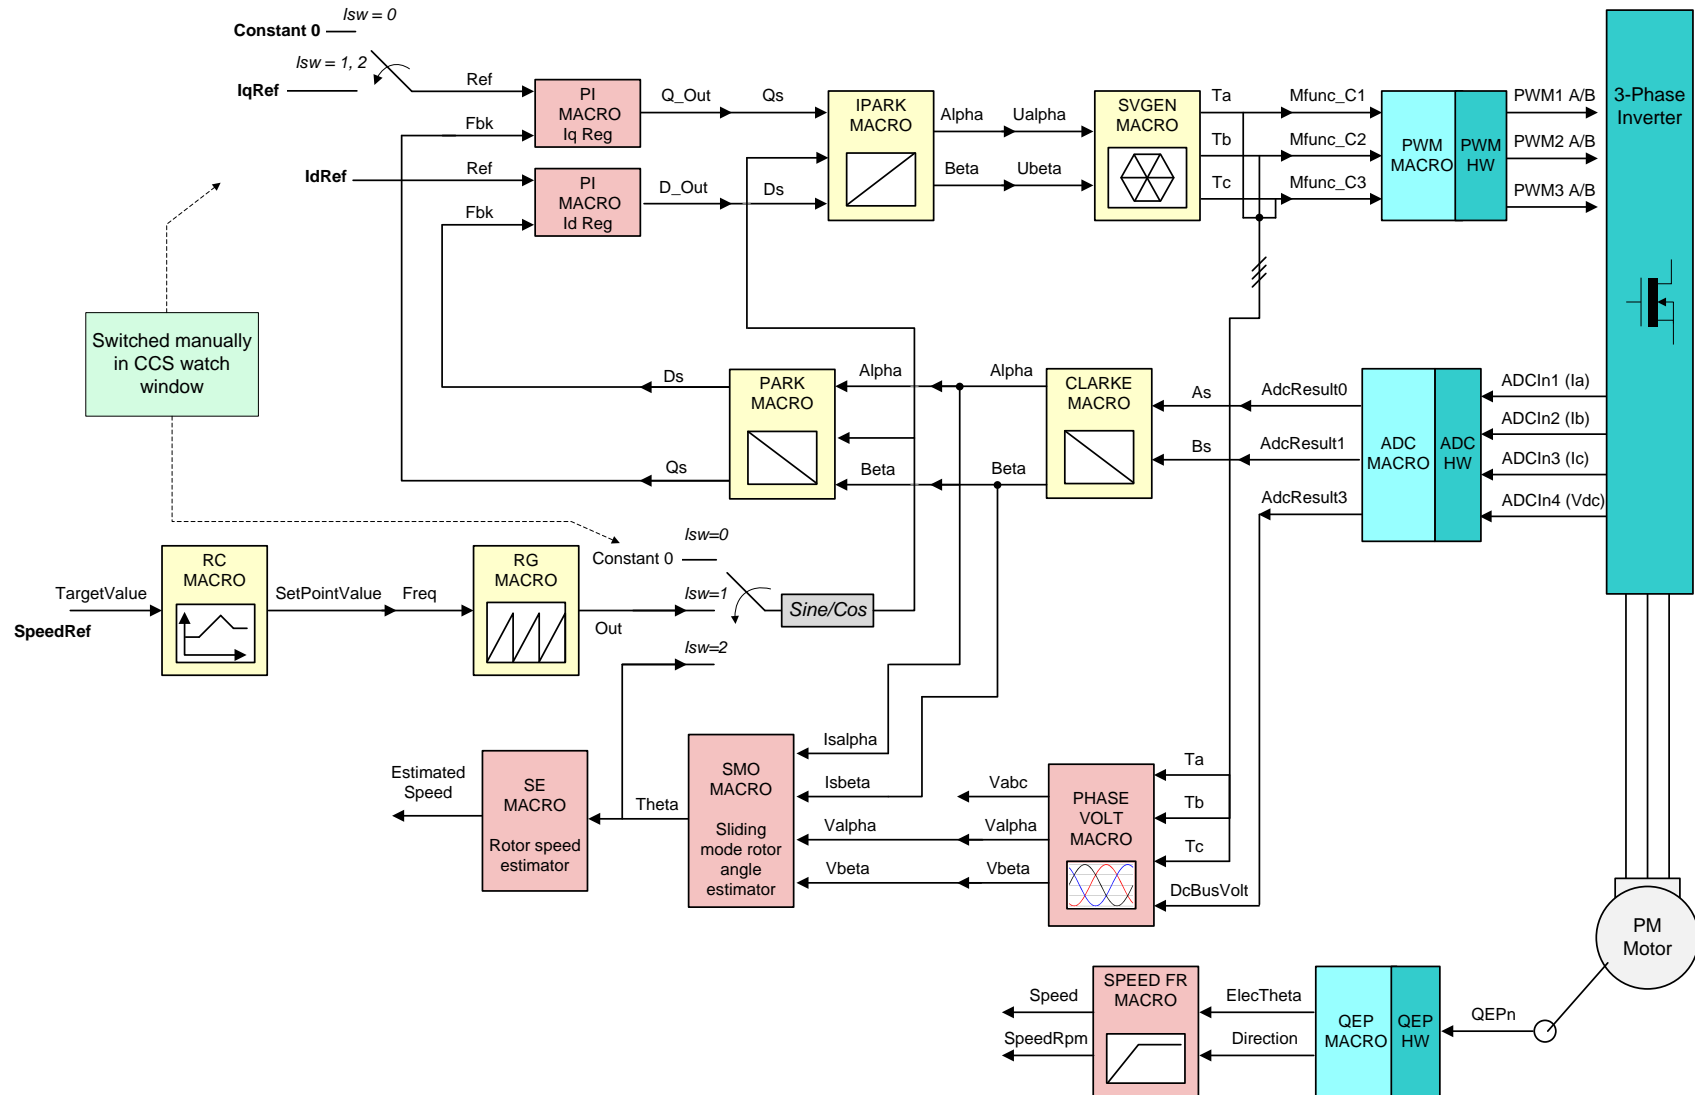 Isw = 0
Constant 0
Isw = 1, 2
IqRef
Ref
Fbk
PI
MACRO
Iq Reg
Q_Out
Qs
IdRef
Ref
Fbk
PI
MACRO
Id Reg
D_Out
Ds
IPARK
MACRO
Alpha
Ualpha
Beta
Ubeta
SVGEN
MACRO
Ta
Tb
Tc
Mfunc_C1
Mfunc_C2
Mfunc_C3
PWM
MACRO
PWM
HW
PWM1 A/B
PWM2 A/B
PWM3 A/B
3-Phase
Inverter
Switched manually
in CCS watch
window
Ds
Qs
PARK
MACRO
Alpha
Beta
Alpha
Beta
CLARKE
MACRO
As
Bs
AdcResult0
AdcResult1
AdcResult3
ADC
MACRO
ADC
HW
ADCIn1 (Ia)
ADCIn2 (Ib)
ADCIn3 (Ic)
ADCIn4 (Vdc)
TargetValue
SpeedRef
RC
MACRO
SetPointValue
Freq
RG
MACRO
Out
Isw=0
Constant 0
Isw=1
Isw=2
Sine/Cos
Estimated
Speed
SE
MACRO
Rotor speed
estimator
Theta
SMO
MACRO
Sliding
mode rotor
angle
estimator
Isalpha
Isbeta
Valpha
Vbeta
Vabc
Valpha
Vbeta
PHASE
VOLT
MACRO
Ta
Tb
Tc
DcBusVolt
PM
Motor
Speed
SpeedRpm
SPEED FR
MACRO
ElecTheta
Direction
QEP
MACRO
QEP
HW
QEPn